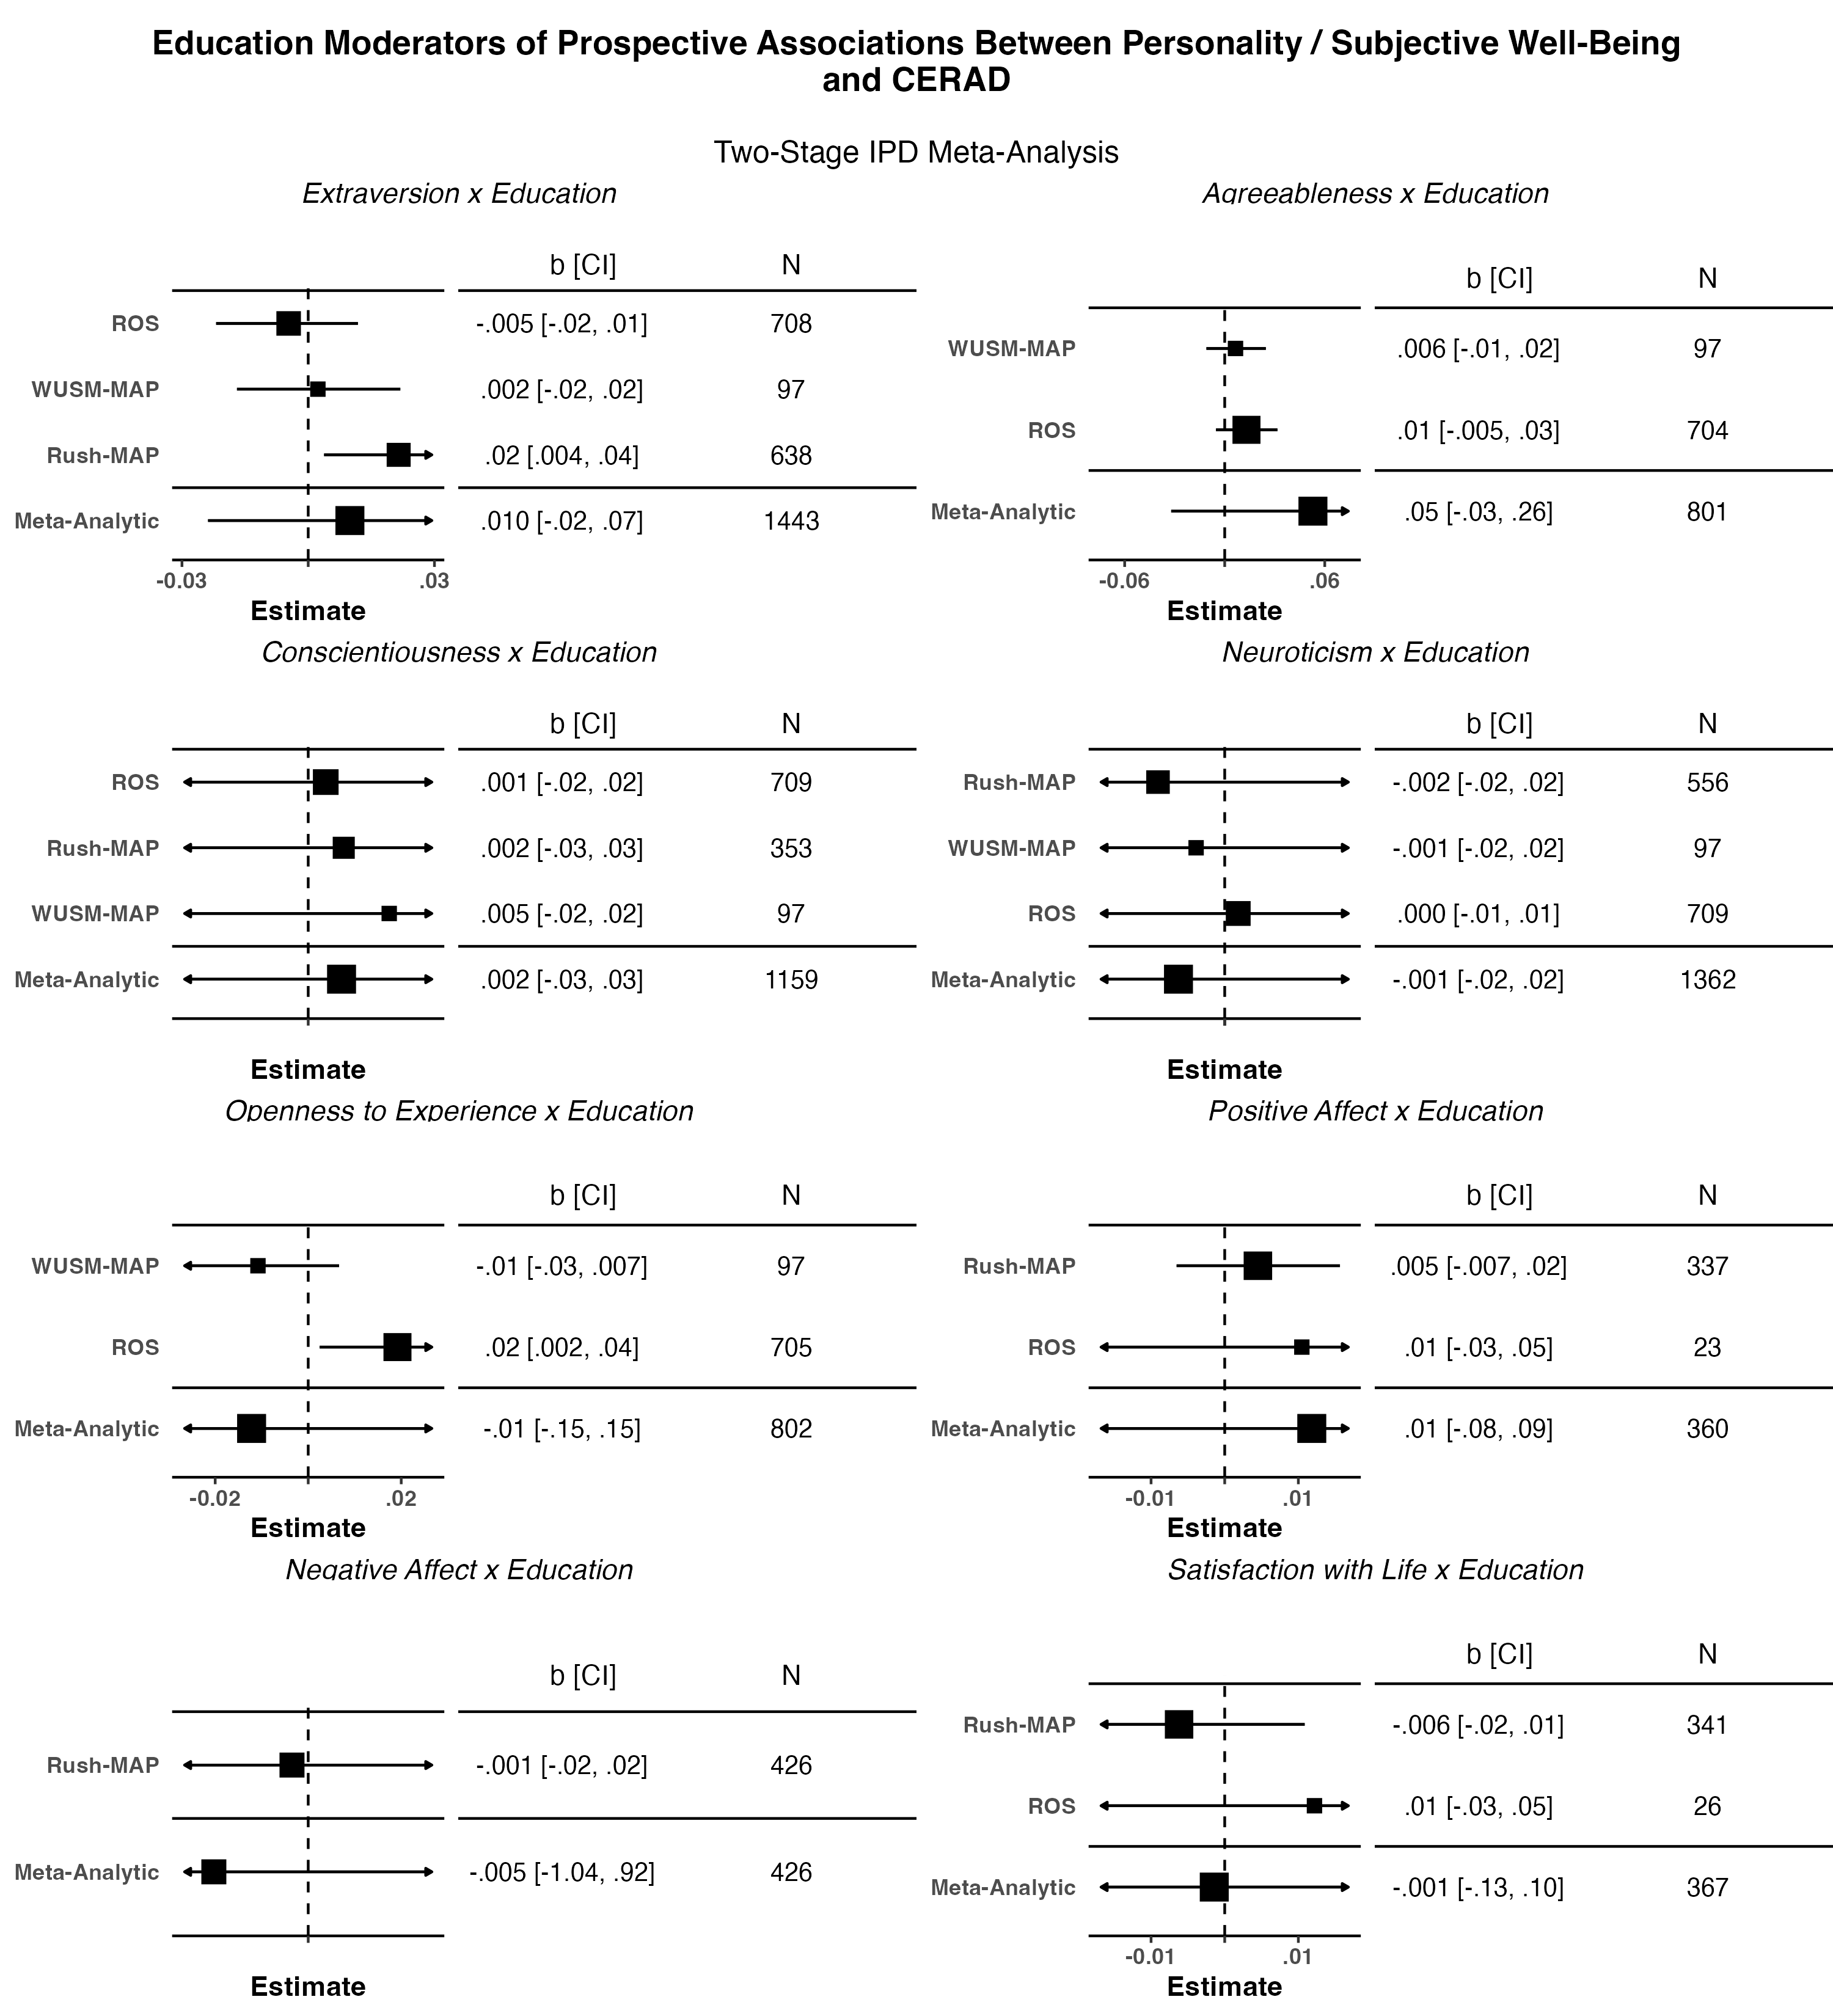 Education Moderators of Prospective Associations Between Personality / Subjective Well-Being
and CERAD
Two-Stage IPD Meta-Analysis
Extraversion x Education
b [CI] N
ROS -.005 [-.02, .01] 708
WUSM-MAP .002 [-.02, .02] 97
Rush-MAP .02 [.004, .04] 638
Meta-Analytic .010 [-.02, .07] 1443
-0.03 .03
Estimate
Agreeableness x Education
b [CI] N
WUSM-MAP .006 [-.01, .02] 97
ROS .01 [-.005, .03] 704
Meta-Analytic .05 [-.03, .26] 801
-0.06 .06
Estimate
Conscientiousness x Education
b [CI] N
ROS .001 [-.02, .02] 709
Rush-MAP .002 [-.03, .03] 353
WUSM-MAP .005 [-.02, .02] 97
Meta-Analytic .002 [-.03, .03] 1159
Estimate
Neuroticism x Education
b [CI] N
Rush-MAP -.002 [-.02, .02] 556
WUSM-MAP -.001 [-.02, .02] 97
ROS .000 [-.01, .01] 709
Meta-Analytic -.001 [-.02, .02] 1362
Estimate
Openness to Experience x Education
b [CI] N
WUSM-MAP -.01 [-.03, .007] 97
ROS .02 [.002, .04] 705
Meta-Analytic -.01 [-.15, .15] 802
-0.02 .02
Estimate
Positive Affect x Education
b [CI] N
Rush-MAP .005 [-.007, .02] 337
ROS .01 [-.03, .05] 23
Meta-Analytic .01 [-.08, .09] 360
-0.01 .01
Estimate
Negative Affect x Education
b [CI] N
Rush-MAP -.001 [-.02, .02] 426
Meta-Analytic -.005 [-1.04, .92] 426
Estimate
Satisfaction with Life x Education
b [CI] N
Rush-MAP -.006 [-.02, .01] 341
ROS .01 [-.03, .05] 26
Meta-Analytic -.001 [-.13, .10] 367
-0.01 .01
Estimate